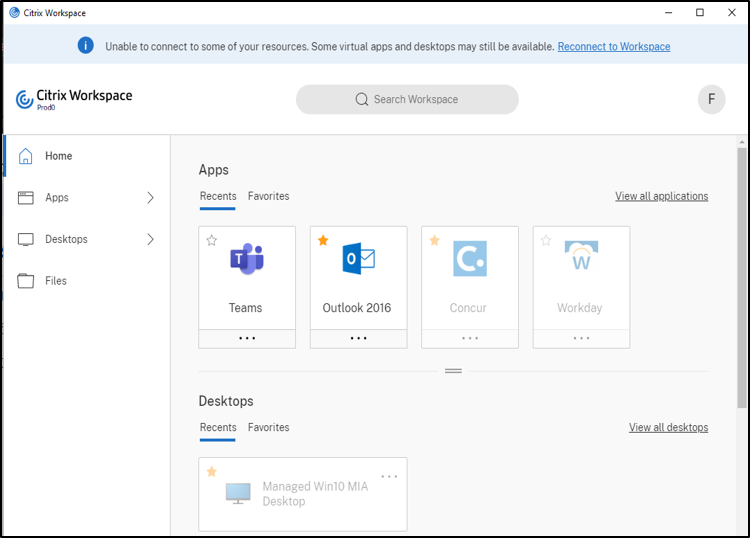 Citrix Workspace
Unable to connect to some of your resources. Some virtual apps and desktops may still be available. Reconnect to Workspace
Citrix Workspace
Prod0
Search Workspace
F
Home
Apps
Desktops
Files
Apps
Recents Favorites View all applications
Teams Outlook 2016 Concur Workday
Desktops
Recents Favorites View all desktops
Managed Win10 MIA
Desktop